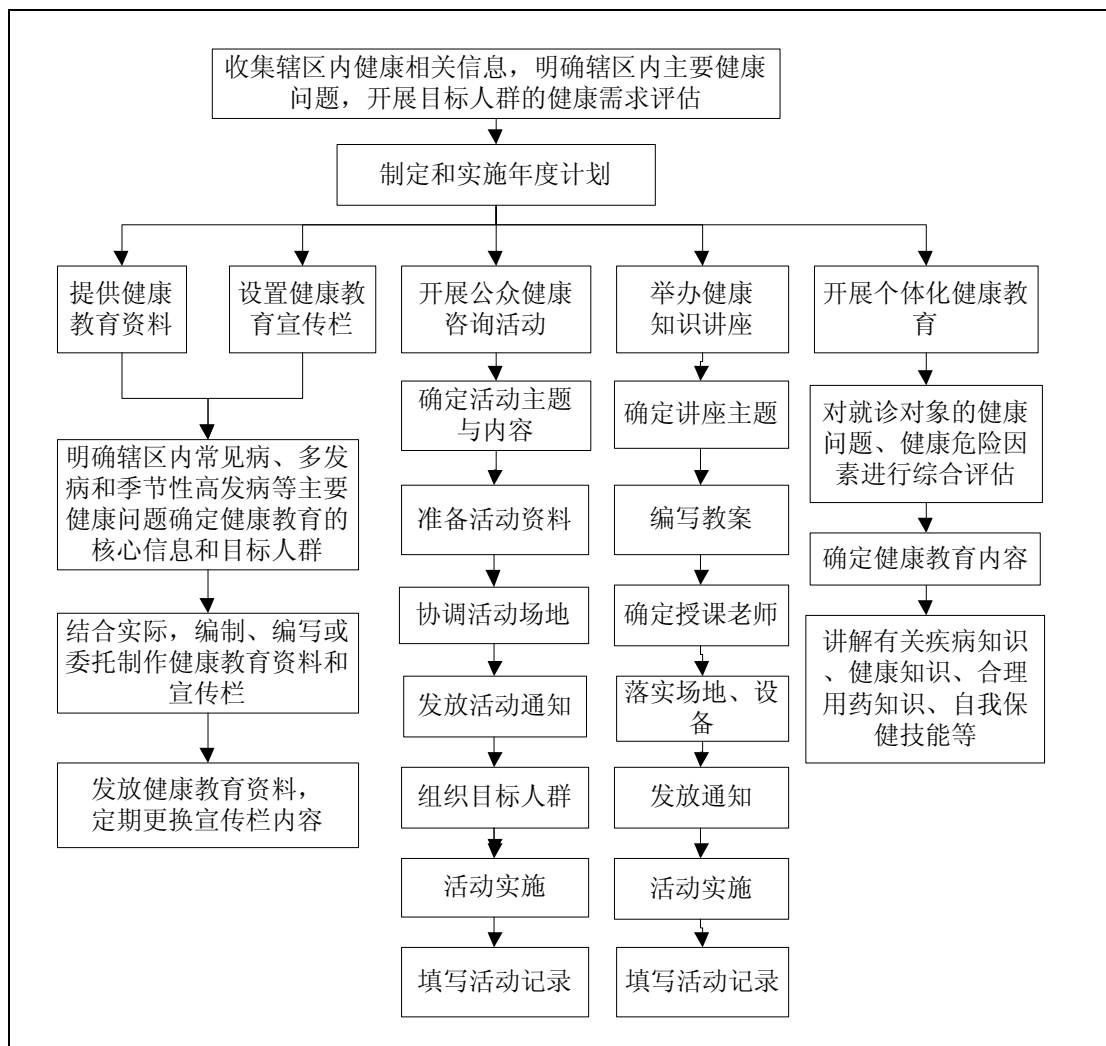 收集辖区内健康相关信息，明确辖区内主要健康
问题，开展目标人群的健康需求评估
制定和实施年度计划
提供健康
教育资料
设置健康教
育宣传栏
开展公众健康
咨询活动
举办健康
知识讲座
开展个体化健康教
育
明确辖区内常见病、多发
病和季节性高发病等主要
健康问题确定健康教育的
核心信息和目标人群
结合实际，编制、编写或
委托制作健康教育资料和
宣传栏
发放健康教育资料，
定期更换宣传栏内容
确定活动主题
与内容
准备活动资料
协调活动场地
发放活动通知
组织目标人群
活动实施
填写活动记录
确定讲座主题
编写教案
确定授课老师
落实场地、设
备
发放通知
活动实施
填写活动记录
对就诊对象的健康
问题、健康危险因
素进行综合评估
确定健康教育内容
讲解有关疾病知识
、健康知识、合理
用药知识、自我保
健技能等